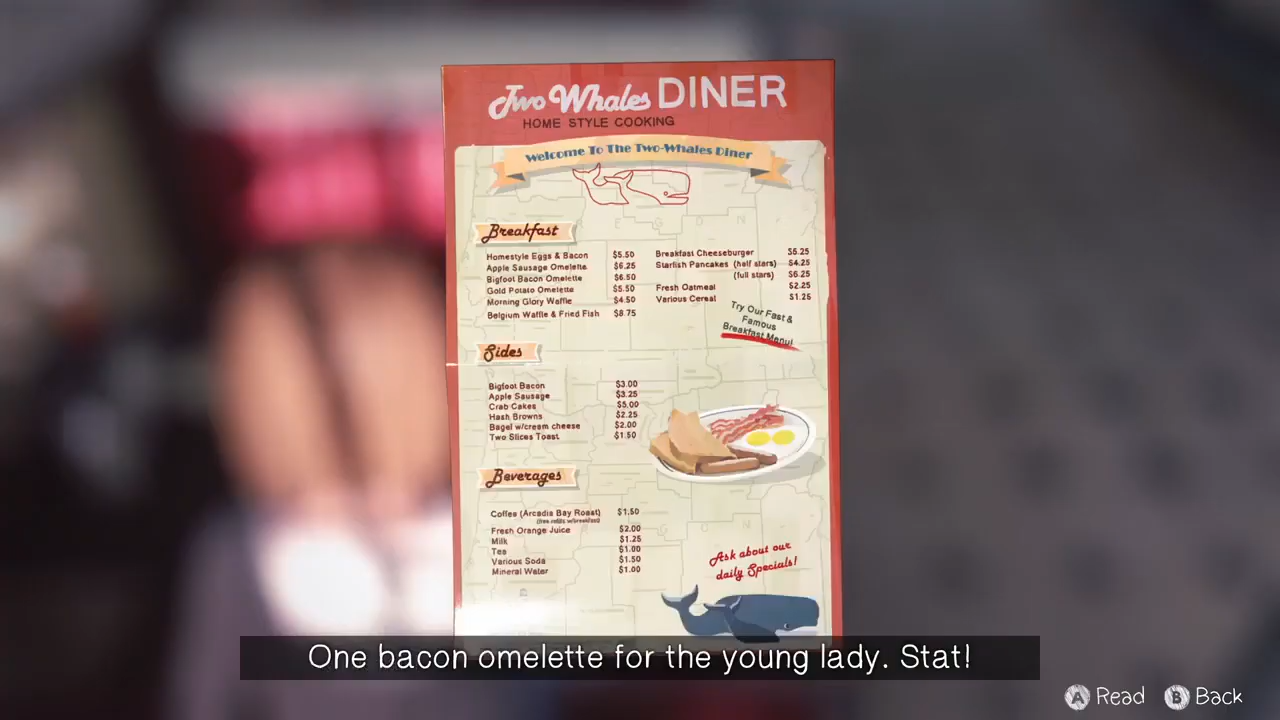 Two Whales DINER
HOME STYLE COOKING
Welcome To The Two-Whales Diner
Breakfast
Homestyle Eggs & Bacon $5.50
Apple Sausage Omelette $6.25
Bigfoot Bacon Omelette $6.50
Gold Potato Omelette $5.50
Morning Glory Waffle $4.50
Belgium Waffle & Fried Fish $8.75
Breakfast Cheeseburger $5.25
Starfish Pancakes (half stars) $4.25
(full stars) $6.25
Fresh Oatmeal $2.25
Various Cereal $1.25
Try Our Fast &
Famous
Breakfast Menu!
Sides
Bigfoot Bacon $3.00
Apple Sausage $3.25
Crab Cakes $5.00
Hash Browns $2.25
Bagel w/cream cheese $2.00
Two Slices Toast $1.50
Beverages
Coffee (Arcadia Bay Roast) $1.50
(free refills w/breakfast)
Fresh Orange Juice $2.00
Milk $1.25
Tea $1.00
Various Soda $1.50
Mineral Water $1.00
Ask about our
daily Specials!
One bacon omelette for the young lady. Stat!
A Read B Back